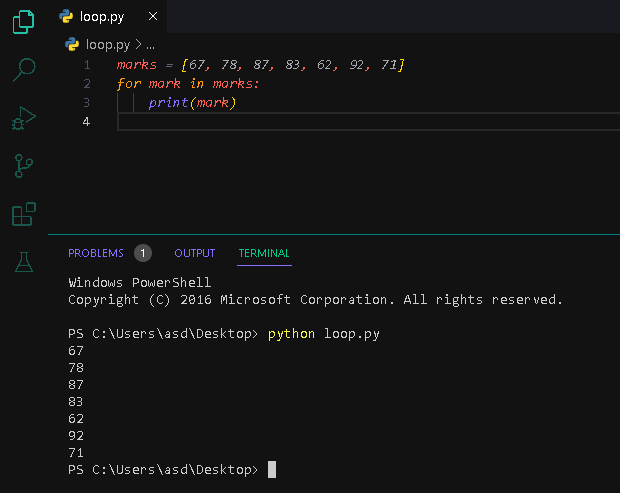 loop.py ×
loop.py > ...
1 marks = [67, 78, 87, 83, 62, 92, 71]
2 for mark in marks:
3     print(mark)
4
PROBLEMS 1 OUTPUT TERMINAL
Windows PowerShell
Copyright (C) 2016 Microsoft Corporation. All rights reserved.
PS C:\Users\asd\Desktop> python loop.py
67
78
87
83
62
92
71
PS C:\Users\asd\Desktop>